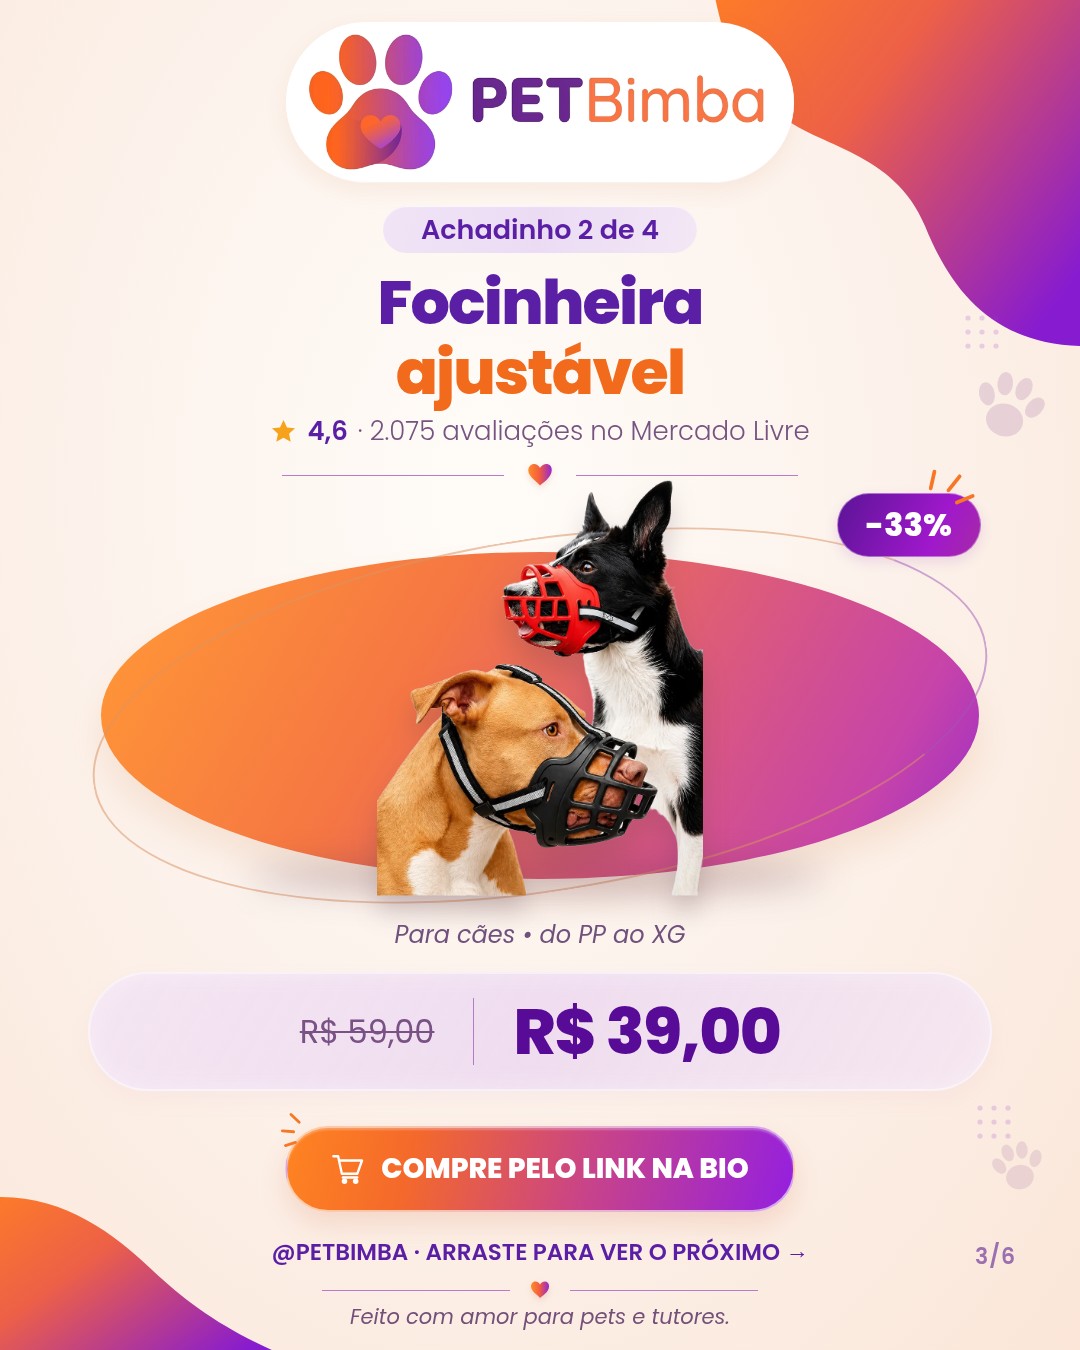 PETBimba
Achadinho 2 de 4
Focinheira
ajustável
4,6 · 2.075 avaliações no Mercado Livre
-33%
Para cães • do PP ao XG
R$ 59,00
R$ 39,00
COMPRE PELO LINK NA BIO
@PETBIMBA · ARRASTE PARA VER O PRÓXIMO →
3/6
Feito com amor para pets e tutores.